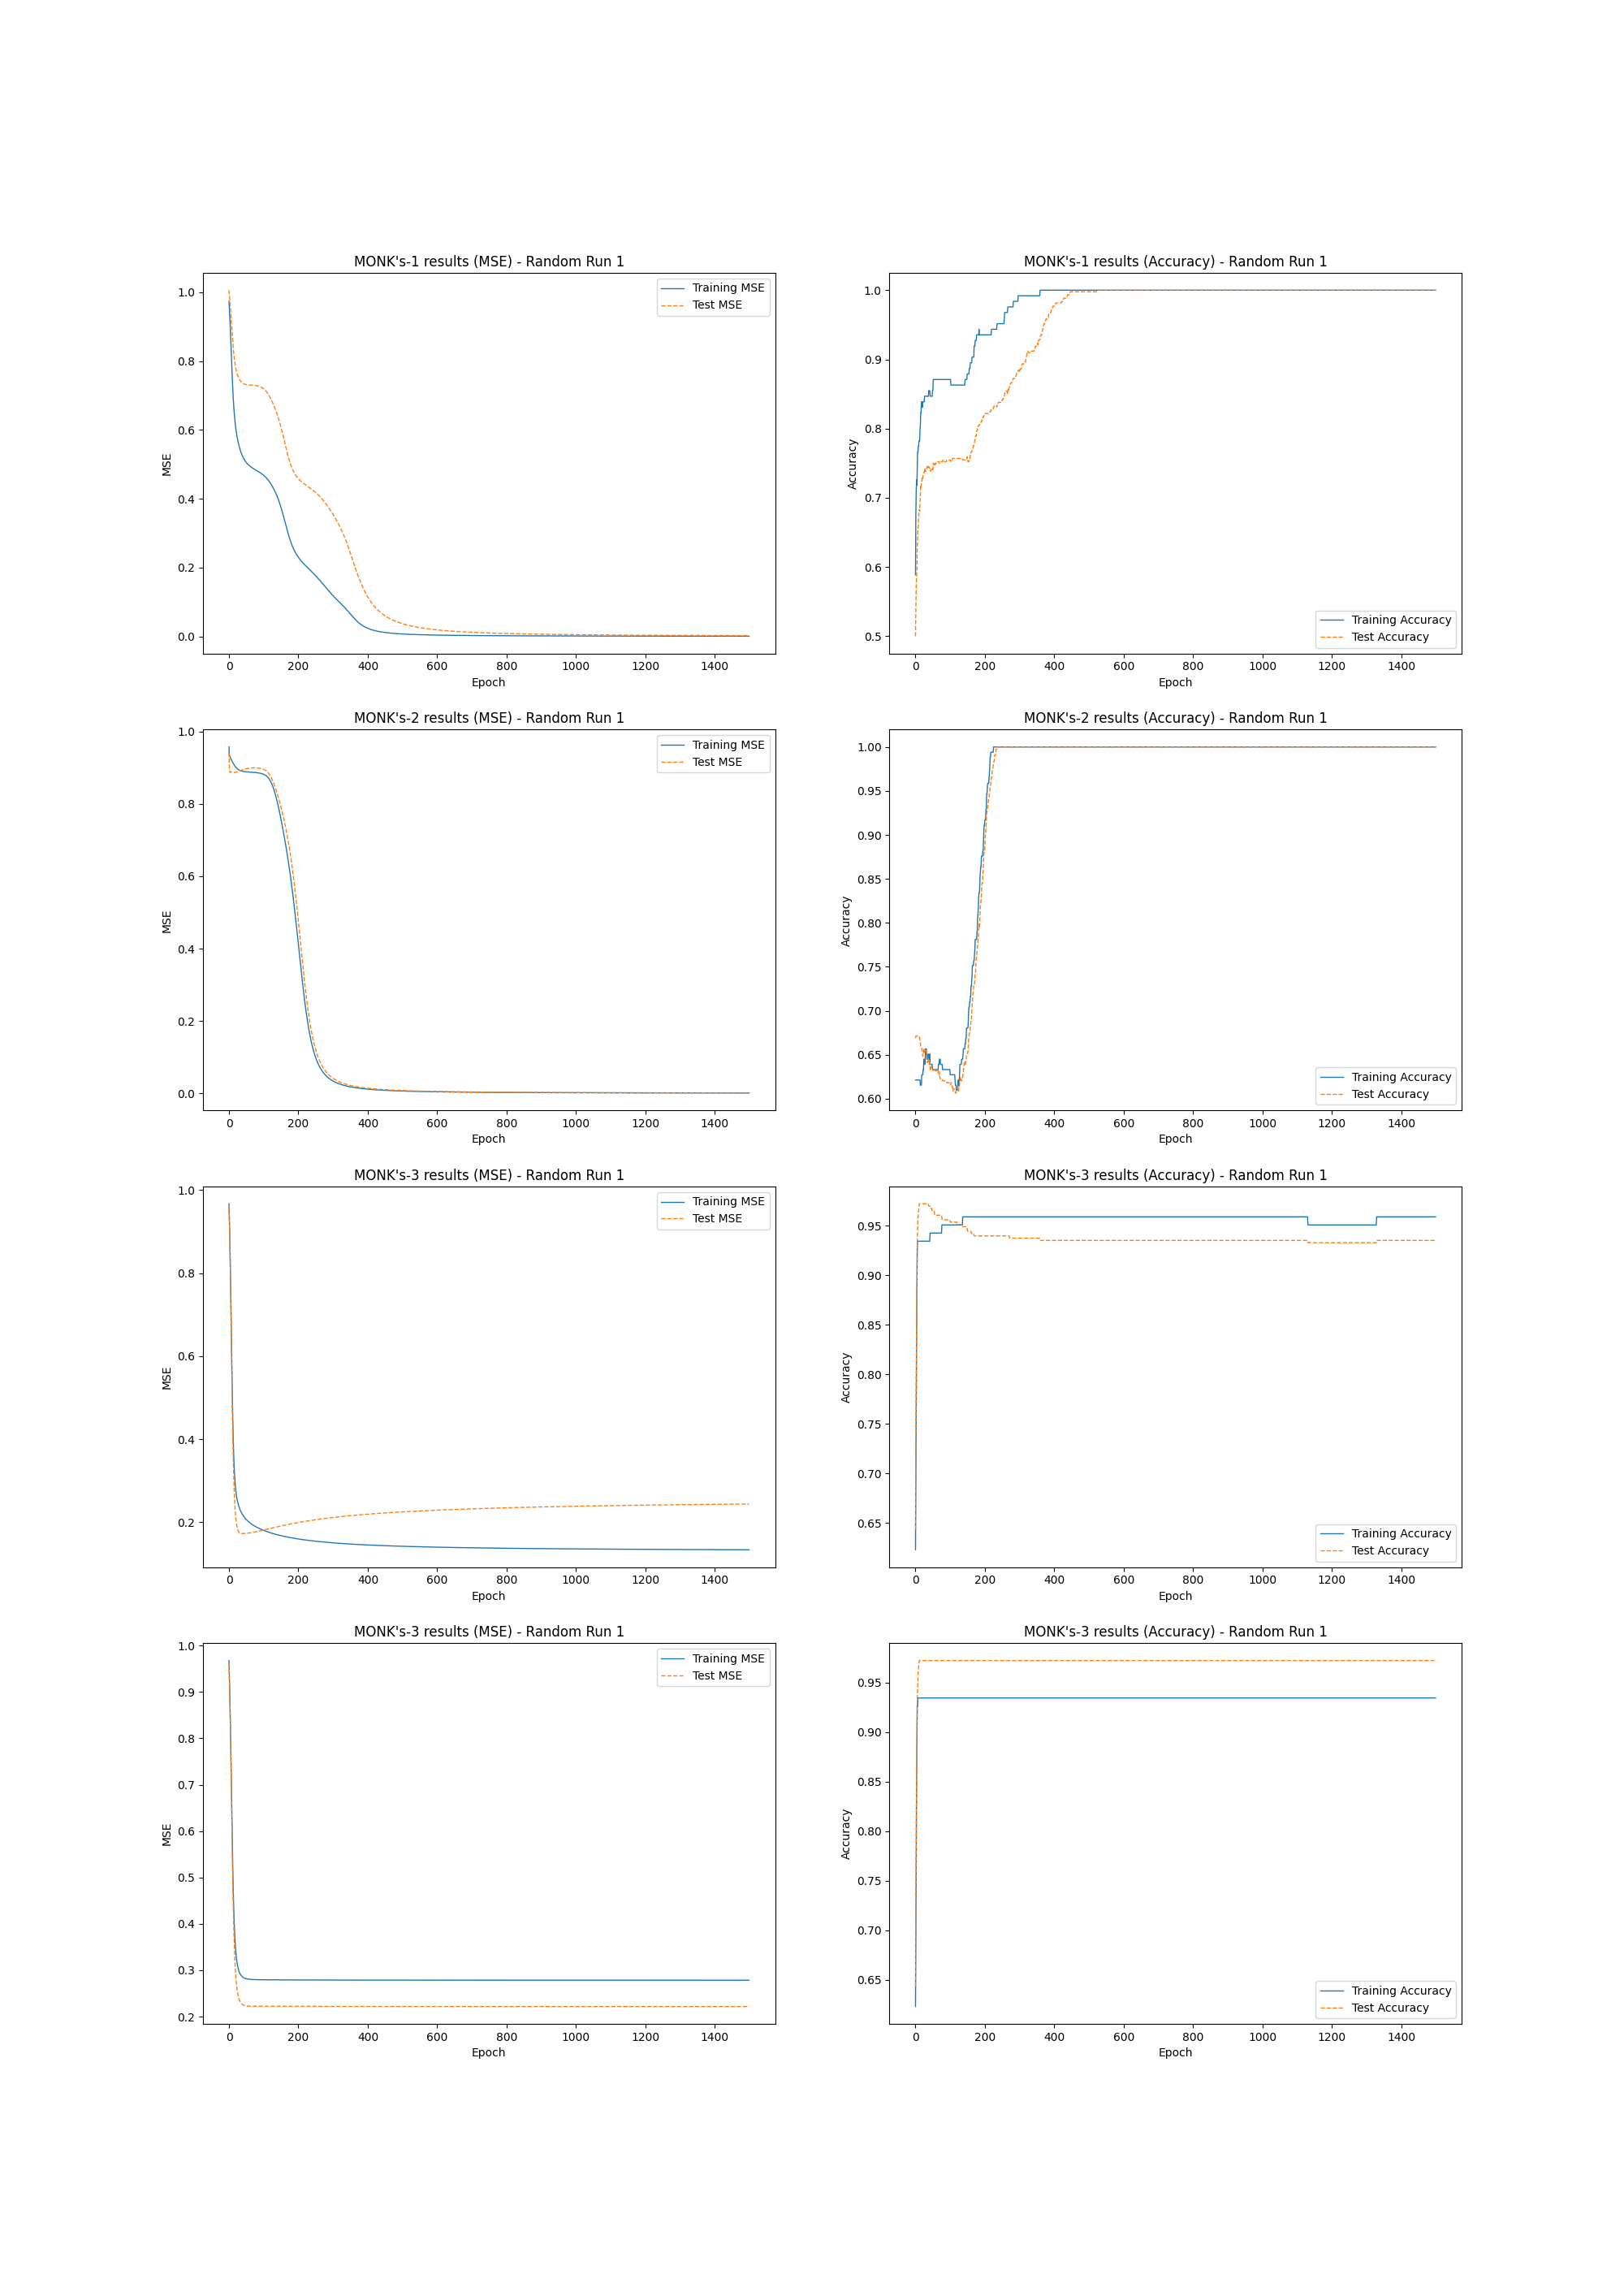 MONK's-1 results (MSE) - Random Run 1
MSE
1.0
0.8
0.6
0.4
0.2
0.0
0 200 400 600 800 1000 1200 1400
Epoch
Training MSE
Test MSE
MONK's-1 results (Accuracy) - Random Run 1
Accuracy
1.0
0.9
0.8
0.7
0.6
0.5
0 200 400 600 800 1000 1200 1400
Epoch
Training Accuracy
Test Accuracy
MONK's-2 results (MSE) - Random Run 1
MSE
1.0
0.8
0.6
0.4
0.2
0.0
0 200 400 600 800 1000 1200 1400
Epoch
Training MSE
Test MSE
MONK's-2 results (Accuracy) - Random Run 1
Accuracy
1.00
0.95
0.90
0.85
0.80
0.75
0.70
0.65
0.60
0 200 400 600 800 1000 1200 1400
Epoch
Training Accuracy
Test Accuracy
MONK's-3 results (MSE) - Random Run 1
MSE
1.0
0.8
0.6
0.4
0.2
0 200 400 600 800 1000 1200 1400
Epoch
Training MSE
Test MSE
MONK's-3 results (Accuracy) - Random Run 1
Accuracy
0.95
0.90
0.85
0.80
0.75
0.70
0.65
0 200 400 600 800 1000 1200 1400
Epoch
Training Accuracy
Test Accuracy
MONK's-3 results (MSE) - Random Run 1
MSE
1.0
0.9
0.8
0.7
0.6
0.5
0.4
0.3
0.2
0 200 400 600 800 1000 1200 1400
Epoch
Training MSE
Test MSE
MONK's-3 results (Accuracy) - Random Run 1
Accuracy
0.95
0.90
0.85
0.80
0.75
0.70
0.65
0 200 400 600 800 1000 1200 1400
Epoch
Training Accuracy
Test Accuracy